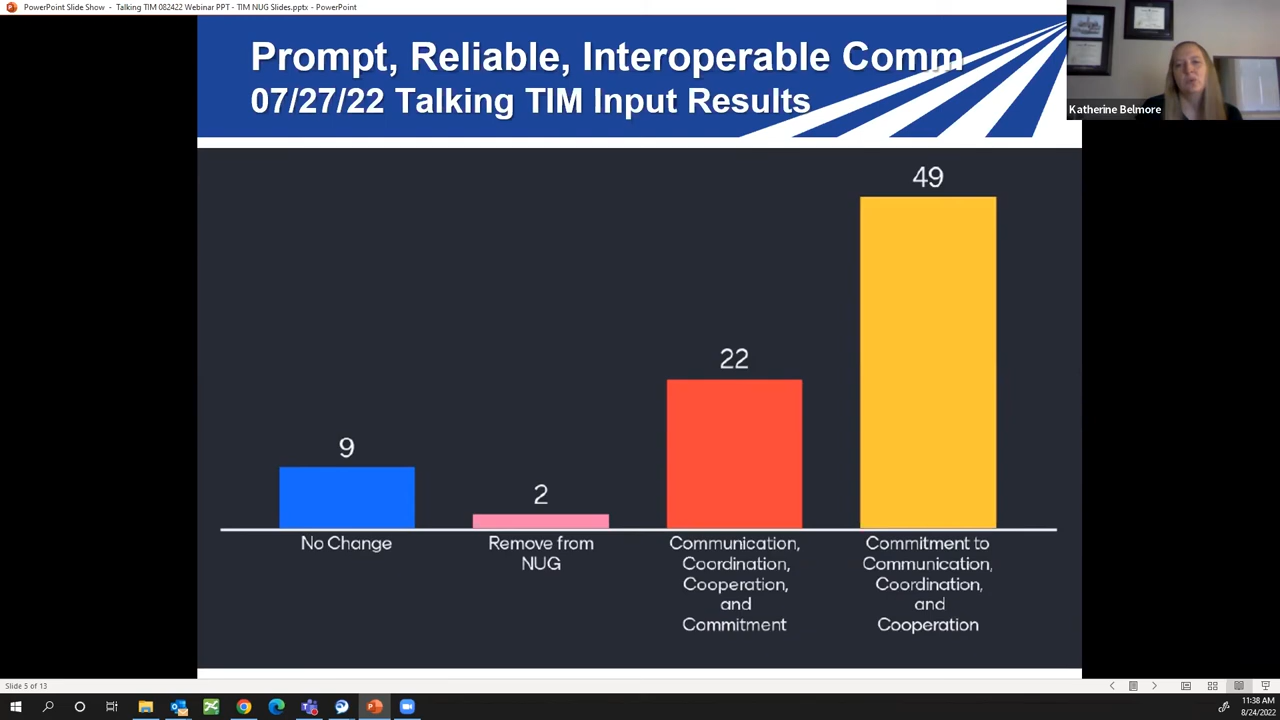 PowerPoint Slide Show - Talking TIM 082422 Webinar PPT - TIM NUG Slides.pptx - PowerPoint
Prompt, Reliable, Interoperable Comm
07/27/22 Talking TIM Input Results
Katherine Belmore
49
22
9
2
No Change
Remove from
NUG
Communication,
Coordination,
Cooperation,
and
Commitment
Commitment to
Communication,
Coordination,
and
Cooperation
Slide 5 of 13
11:38 AM
8/24/2022